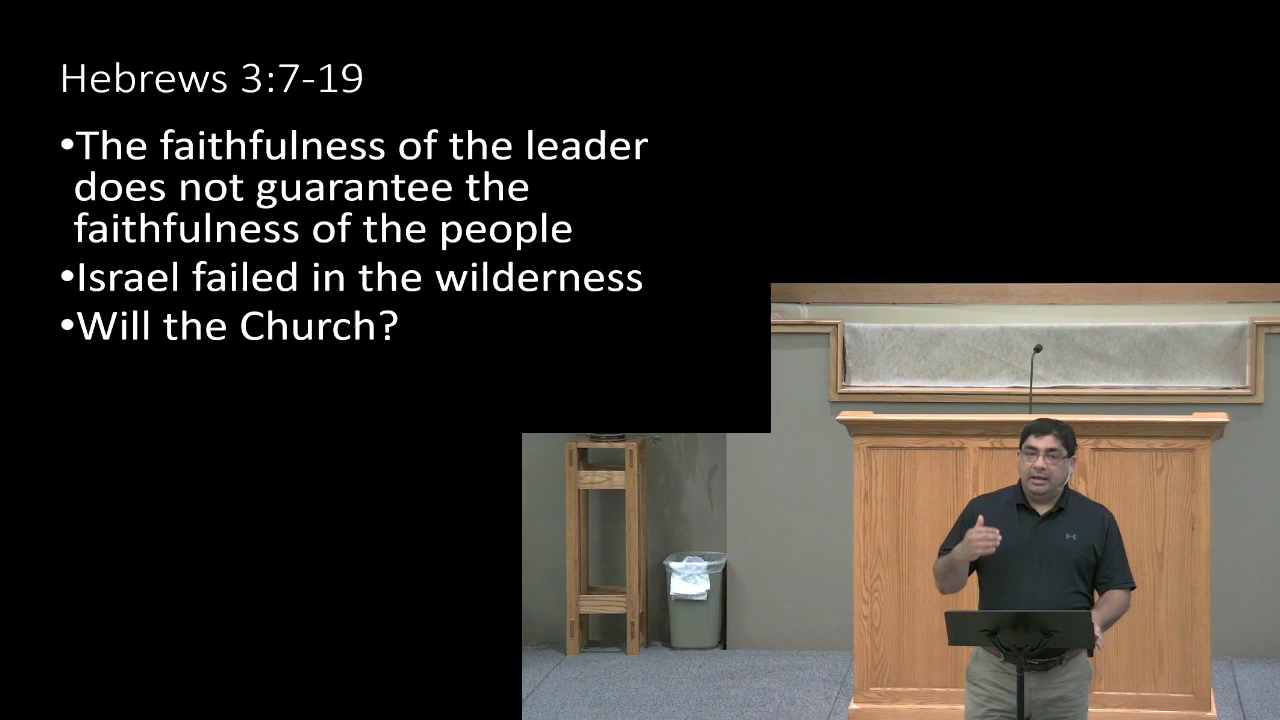 Hebrews 3:7-19
•The faithfulness of the leader
does not guarantee the
faithfulness of the people
•Israel failed in the wilderness
•Will the Church?